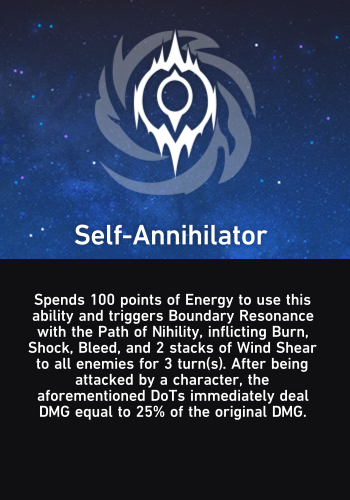 Self-Annihilator
Spends 100 points of Energy to use this
ability and triggers Boundary Resonance
with the Path of Nihility, inflicting Burn,
Shock, Bleed, and 2 stacks of Wind Shear
to all enemies for 3 turn(s). After being
attacked by a character, the
aforementioned DoTs immediately deal
DMG equal to 25% of the original DMG.